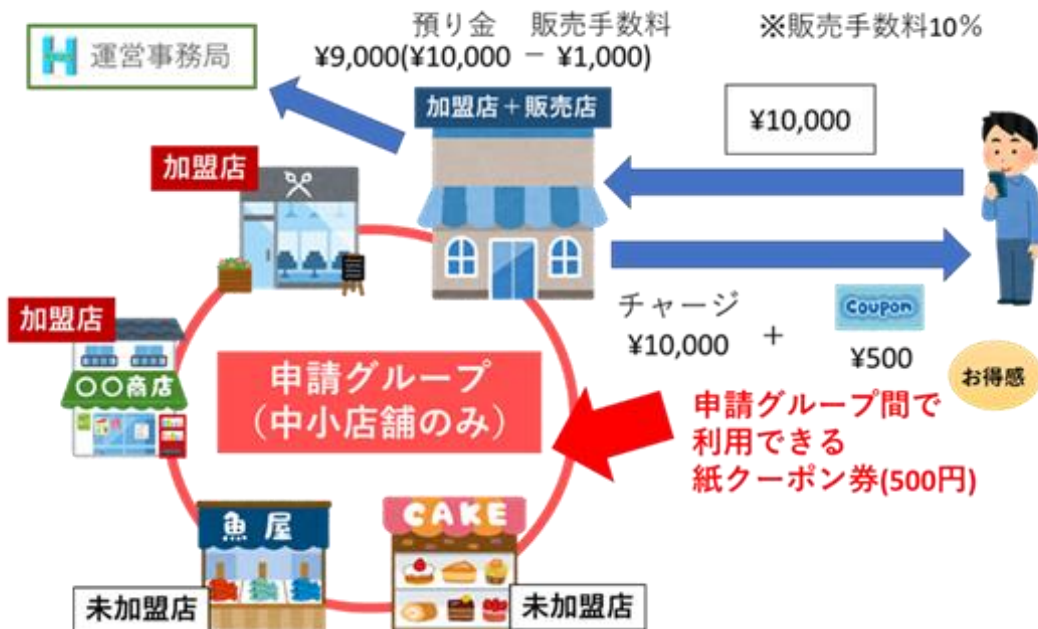 H 運営事務局
預り金 販売手数料
¥9,000(¥10,000 － ¥1,000)
※販売手数料10%
加盟店＋販売店
¥10,000
加盟店
チャージ
¥10,000
+
Coupon
¥500
お得感
加盟店
〇〇商店
申請グループ
（中小店舗のみ）
申請グループ間で
利用できる
紙クーポン券(500円)
魚屋
CAKE
未加盟店
未加盟店